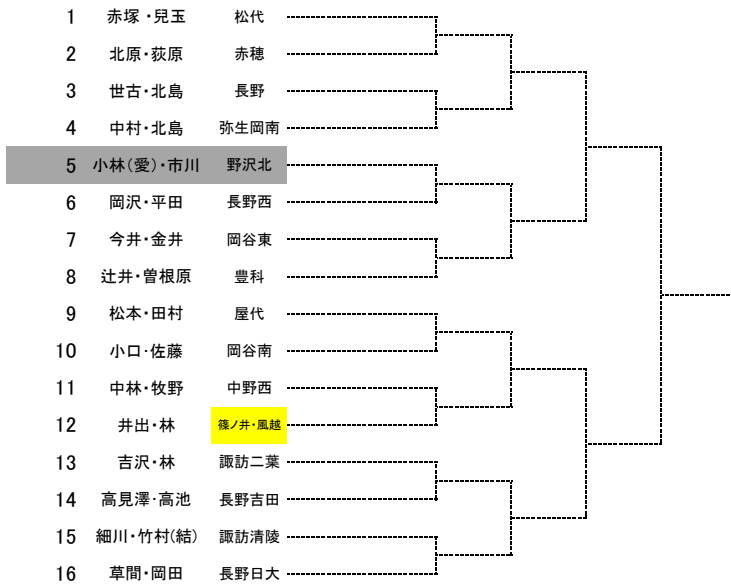 1 赤塚・兒玉 松代
2 北原・荻原 赤穂
3 世古・北島 長野
4 中村・北島 弥生岡南
5 小林(愛)・市川 野沢北
6 岡沢・平田 長野西
7 今井・金井 岡谷東
8 辻井・曽根原 豊科
9 松本・田村 屋代
10 小口・佐藤 岡谷南
11 中林・牧野 中野西
12 井出・林 篠ノ井・風越
13 吉沢・林 諏訪二葉
14 高見澤・高池 長野吉田
15 細川・竹村(結) 諏訪清陵
16 草間・岡田 長野日大